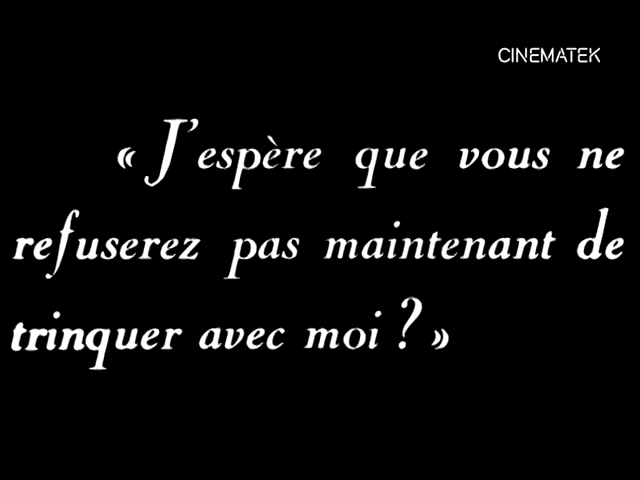 CINEMATEK
« J'espère que vous ne
refuserez pas maintenant de
trinquer avec moi ? »